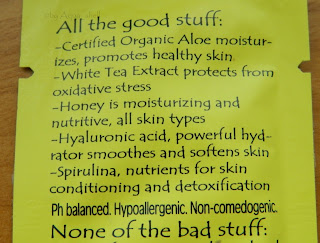 All the good stuff:
-Certified Organic Aloe moistur-
izes, promotes healthy skin
-White Tea Extract protects from
oxidative stress
-Honey is moisturizing and
nutritive, all skin types
-Hyaluronic acid, powerful hyd-
rator smoothes and softens skin
-Spirulina, nutrients for skin
conditioning and detoxification
Ph balanced. Hypoallergenic. Non-comedogenic.
None of the bad stuff: